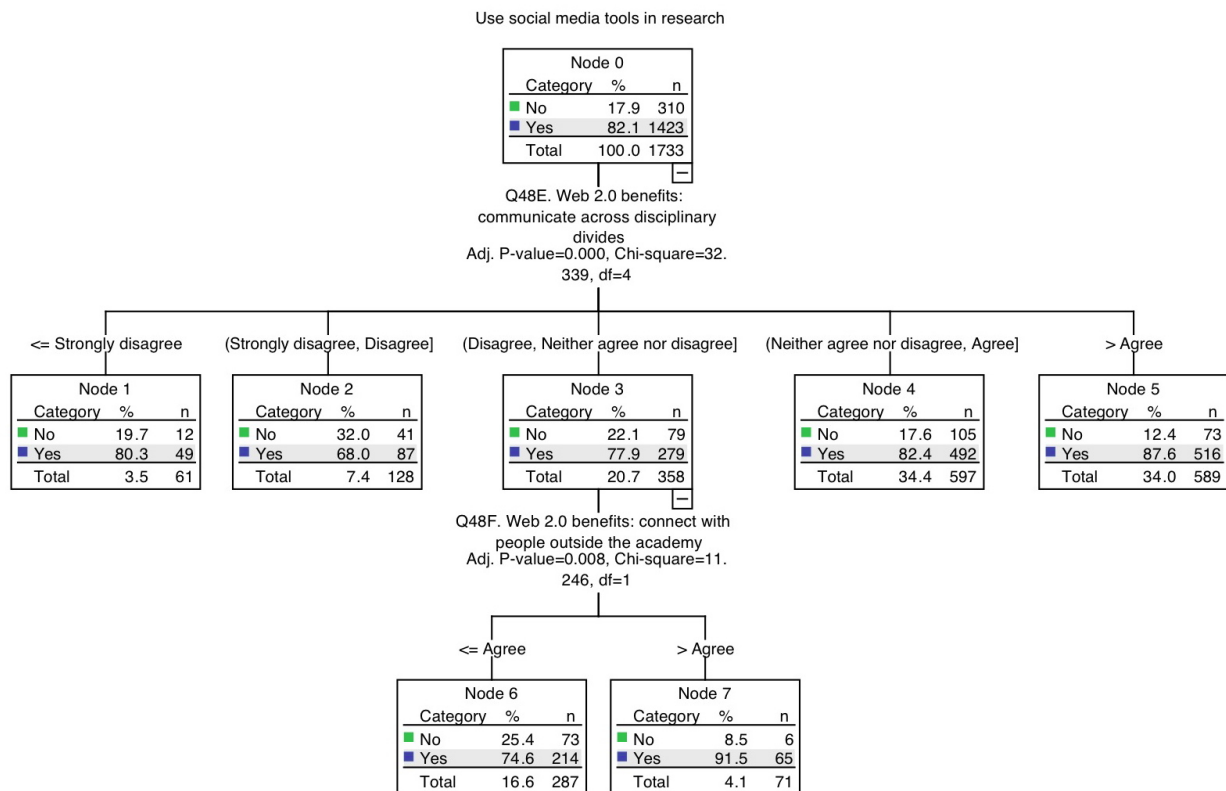 Use social media tools in research
Node 0
Category % n
No 17.9 310
Yes 82.1 1423
Total 100.0 1733
Q48E. Web 2.0 benefits:
communicate across disciplinary
divides
Adj. P-value=0.000, Chi-square=32.
339, df=4
<= Strongly disagree
(Strongly disagree, Disagree]
(Disagree, Neither agree nor disagree]
(Neither agree nor disagree, Agree]
> Agree
Node 1
Category % n
No 19.7 12
Yes 80.3 49
Total 3.5 61
Node 2
Category % n
No 32.0 41
Yes 68.0 87
Total 7.4 128
Node 3
Category % n
No 22.1 79
Yes 77.9 279
Total 20.7 358
Node 4
Category % n
No 17.6 105
Yes 82.4 492
Total 34.4 597
Node 5
Category % n
No 12.4 73
Yes 87.6 516
Total 34.0 589
Q48F. Web 2.0 benefits: connect with
people outside the academy
Adj. P-value=0.008, Chi-square=11.
246, df=1
<= Agree
> Agree
Node 6
Category % n
No 25.4 73
Yes 74.6 214
Total 16.6 287
Node 7
Category % n
No 8.5 6
Yes 91.5 65
Total 4.1 71